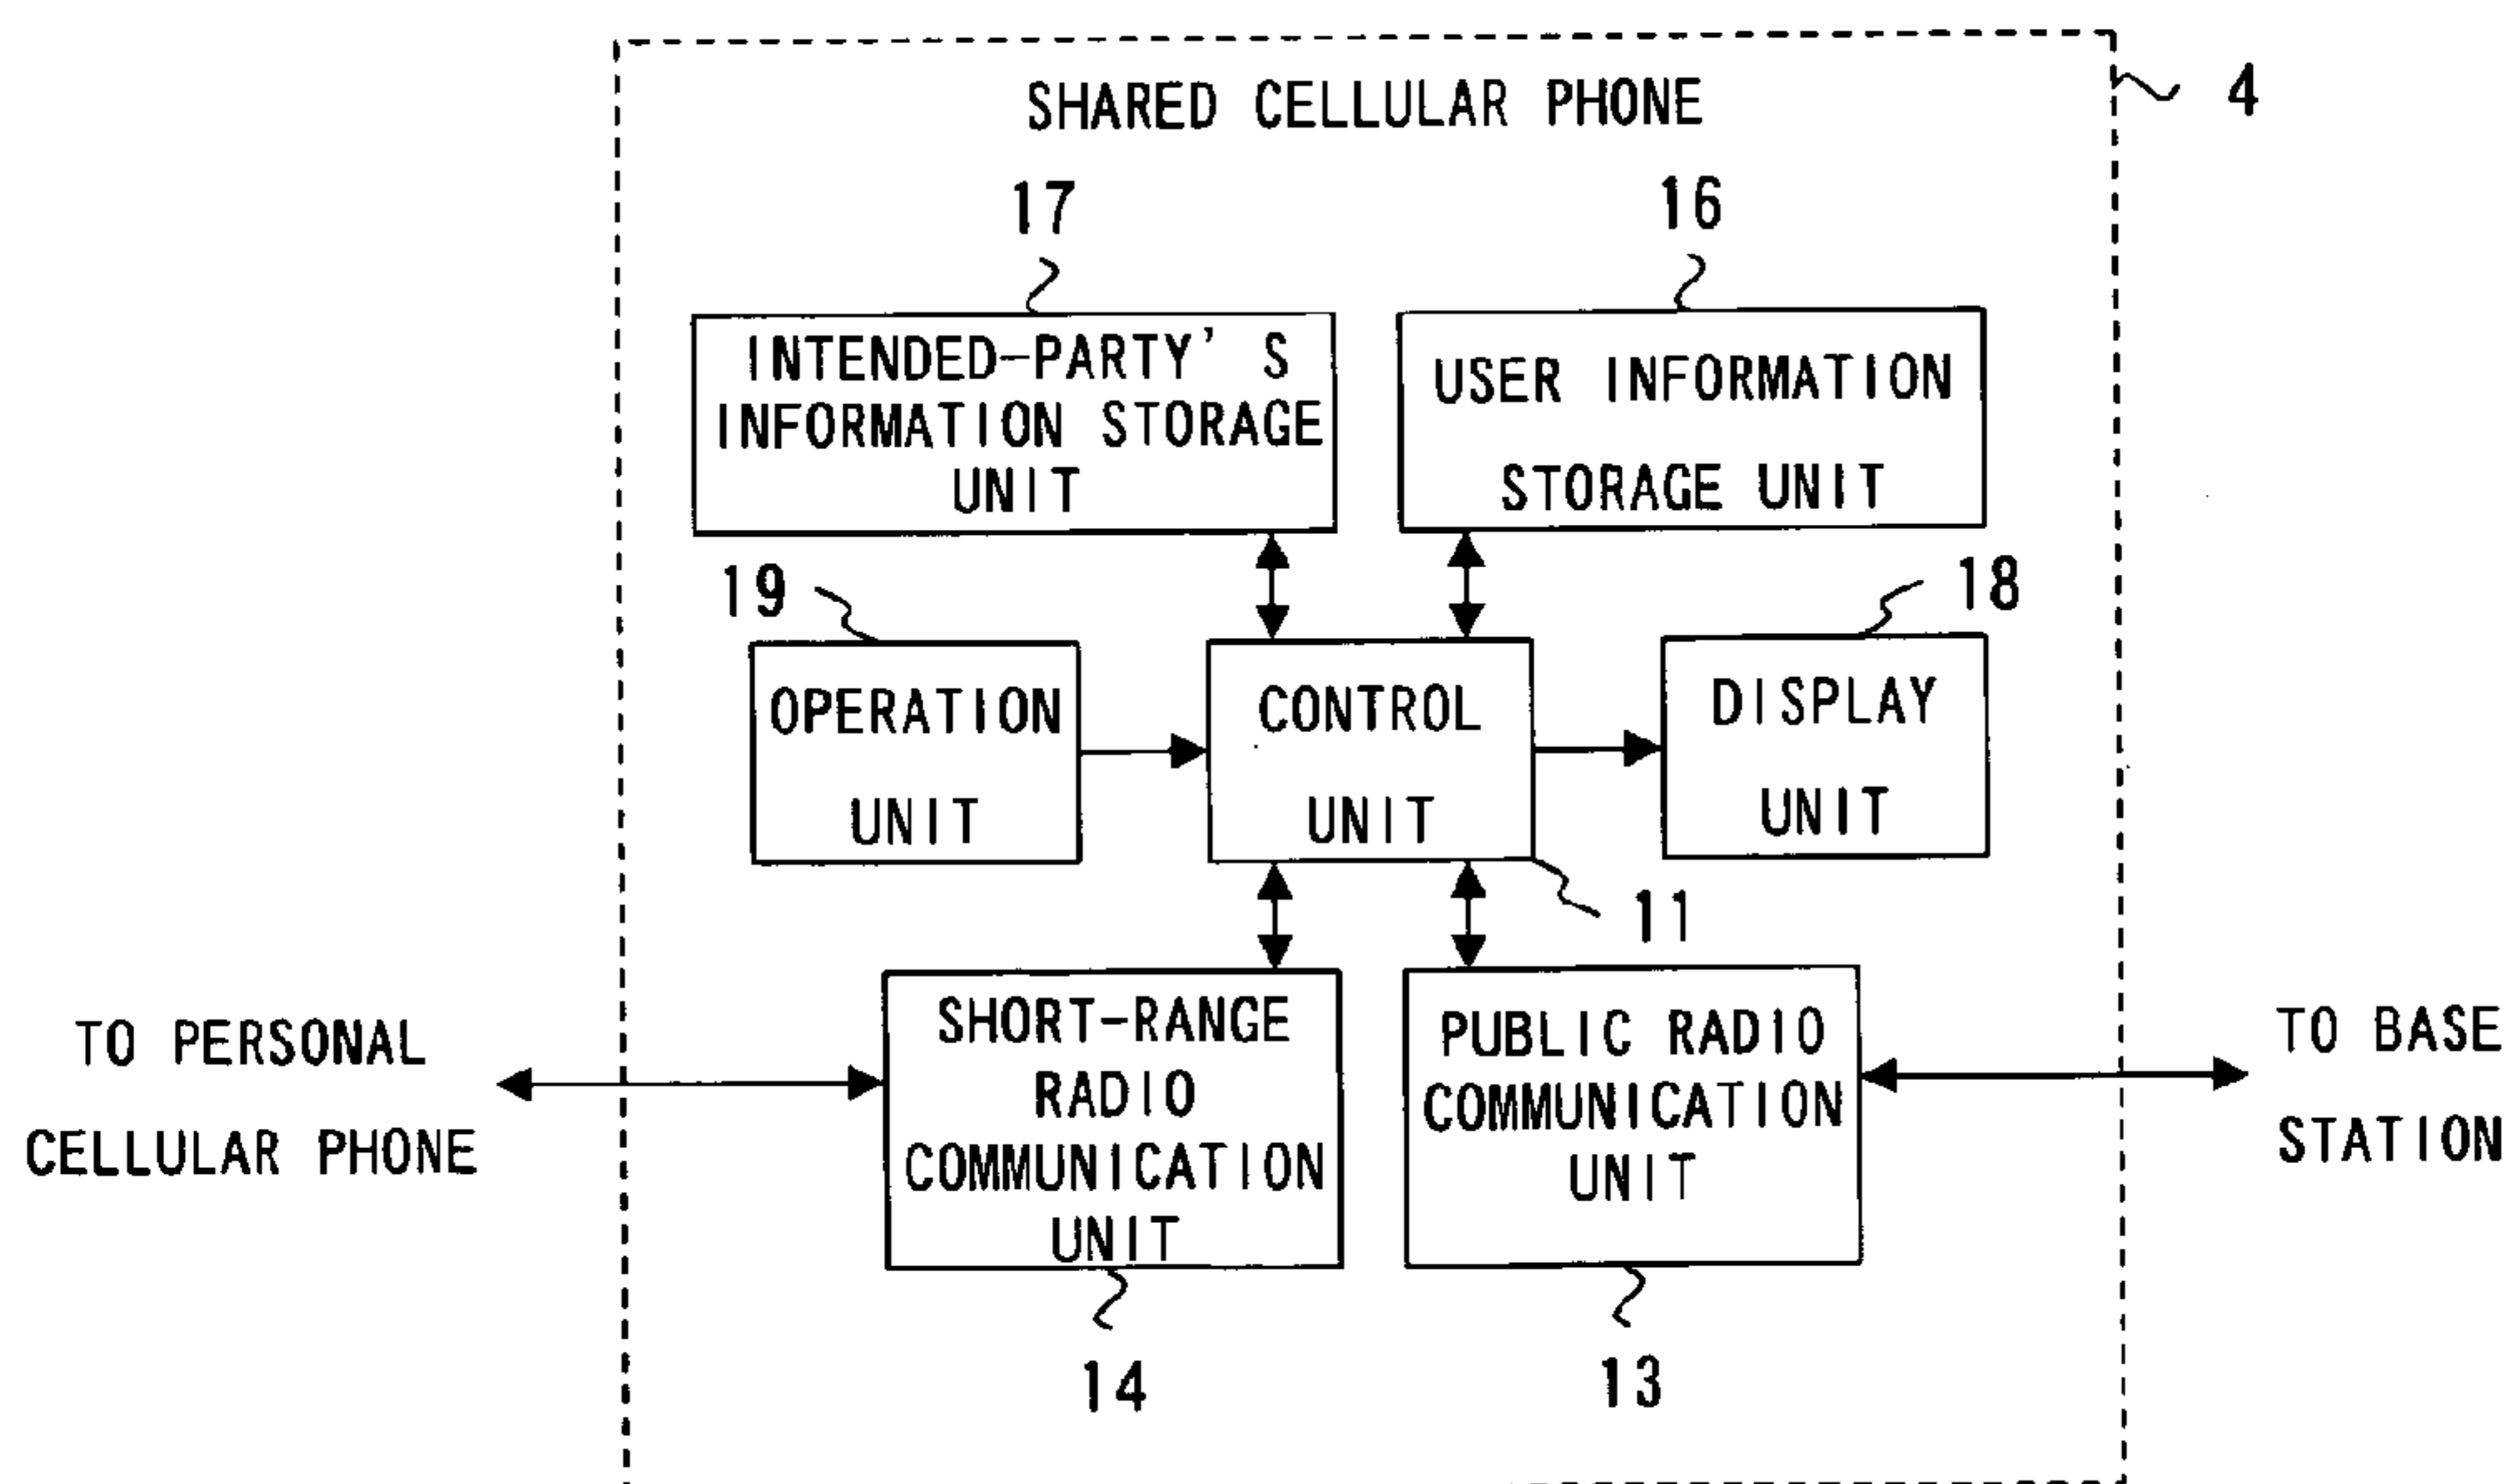 SHARED CELLULAR PHONE
4
17
16
INTENDED-PARTY'S
INFORMATION STORAGE
UNIT
USER INFORMATION
STORAGE UNIT
19
18
OPERATION
UNIT
CONTROL
UNIT
DISPLAY
UNIT
11
TO PERSONAL
CELLULAR PHONE
SHORT-RANGE
RADIO
COMMUNICATION
UNIT
PUBLIC RADIO
COMMUNICATION
UNIT
TO BASE
STATION
14
13